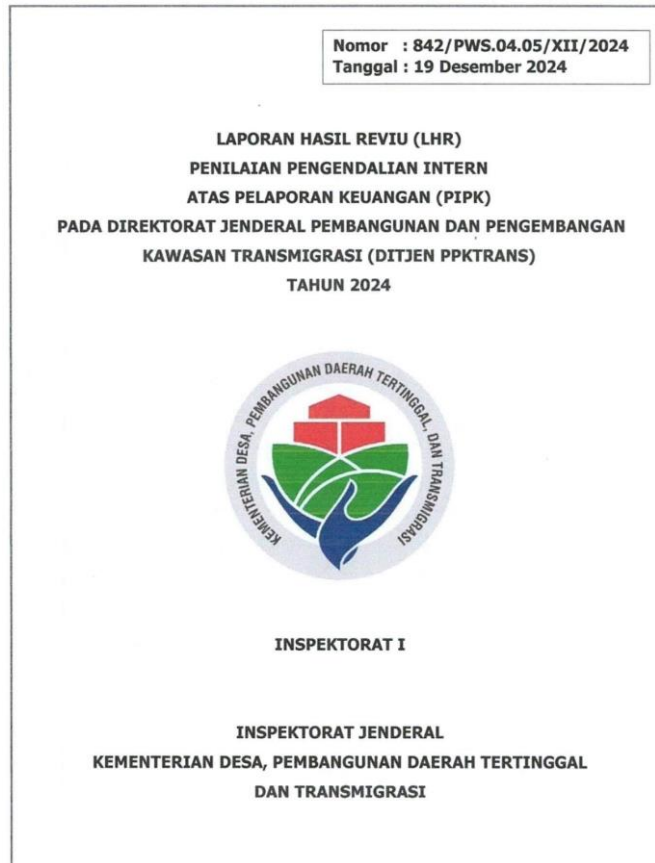 Nomor : 842/PWS.04.05/XII/2024
Tanggal : 19 Desember 2024
LAPORAN HASIL REVIU (LHR)
PENILAIAN PENGENDALIAN INTERN
ATAS PELAPORAN KEUANGAN (PIPK)
PADA DIREKTORAT JENDERAL PEMBANGUNAN DAN PENGEMBANGAN
KAWASAN TRANSMIGRASI (DITJEN PPKTRANS)
TAHUN 2024
KEMENTERIAN DESA, PEMBANGUNAN DAERAH TERTINGGAL, DAN TRANSMIGRASI
INSPEKTORAT I
INSPEKTORAT JENDERAL
KEMENTERIAN DESA, PEMBANGUNAN DAERAH TERTINGGAL
DAN TRANSMIGRASI